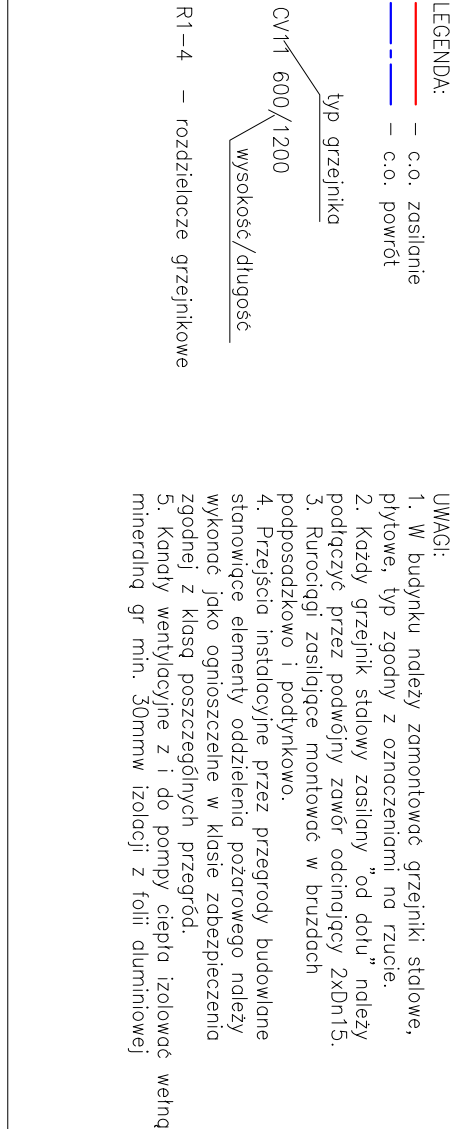 LEGENDA:
– c.o. zasilanie
– c.o. powrót
typ grzejnika
CV11 600/1200
wysokość/długość
R1–4 – rozdzielacze grzejnikowe
UWAGI:
1. W budynku należy zamontować grzejniki stalowe,
płytowe, typ zgodny z oznaczeniami na rzucie.
2. Każdy grzejnik stalowy zasilany "od dołu" należy
podłączyć przez podwójny zawór odcinający 2xDn15.
3. Rurociągi zasilające montować w bruzdach
podposadzkowo i podtynkowo.
4. Przejścia instalacyjne przez przegrody budowlane
stanowiące elementy oddzielenia pożarowego należy
wykonać jako ognioszczelne w klasie zabezpieczenia
zgodnej z klasą poszczególnych przegród.
5. Kanały wentylacyjne z i do pompy ciepła izolować wełną
mineralną gr min. 30mmw izolacji z folii aluminiowej